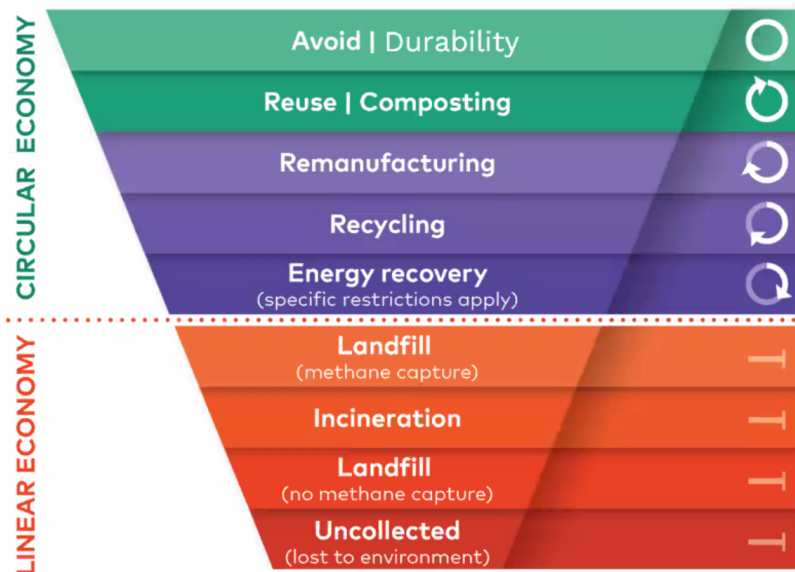 CIRCULAR ECONOMY
Avoid | Durability
Reuse | Composting
Remanufacturing
Recycling
Energy recovery
(specific restrictions apply)
LINEAR ECONOMY
Landfill
(methane capture)
Incineration
Landfill
(no methane capture)
Uncollected
(lost to environment)